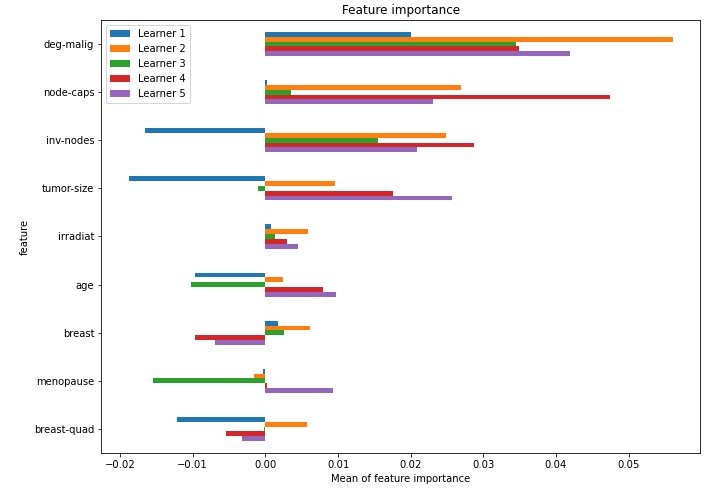 Feature importance
Learner 1
Learner 2
Learner 3
Learner 4
Learner 5
feature
deg-malig
node-caps
inv-nodes
tumor-size
irradiat
age
breast
menopause
breast-quad
−0.02 −0.01 0.00 0.01 0.02 0.03 0.04 0.05
Mean of feature importance